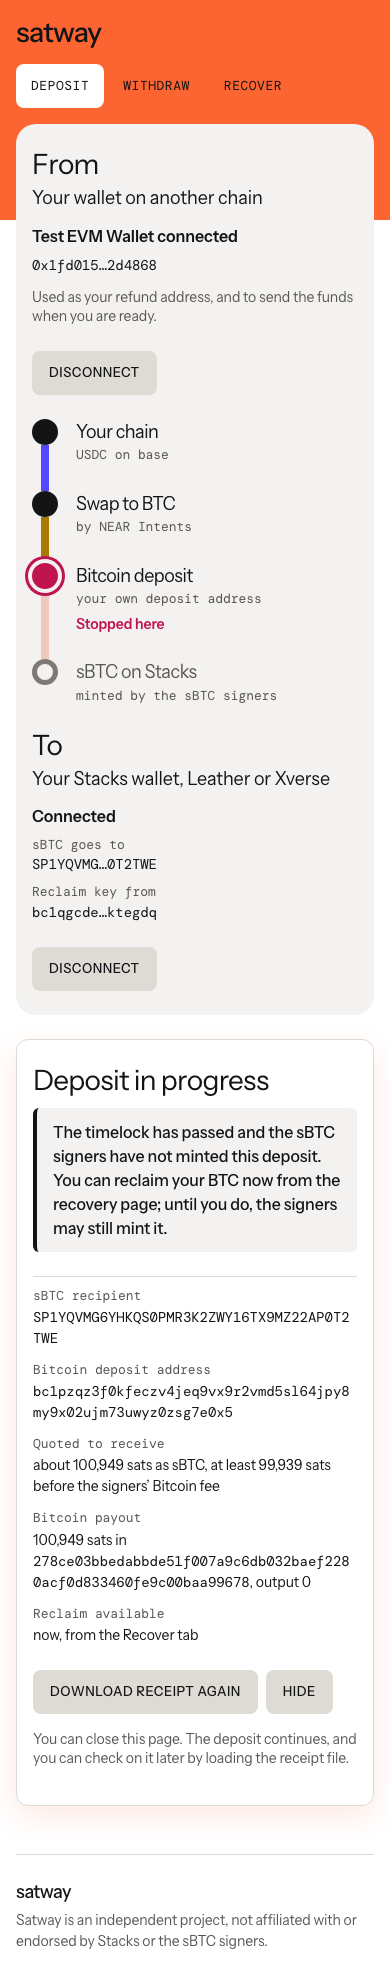 satway
DEPOSIT WITHDRAW RECOVER
From
Your wallet on another chain
Test EVM Wallet connected
0x1fd015…2d4868
Used as your refund address, and to send the funds
when you are ready.
DISCONNECT
Your chain
USDC on base
Swap to BTC
by NEAR Intents
Bitcoin deposit
your own deposit address
Stopped here
sBTC on Stacks
minted by the sBTC signers
To
Your Stacks wallet, Leather or Xverse
Connected
sBTC goes to
SP1YQVMG…0T2TWE
Reclaim key from
bc1qgcde…ktegdq
DISCONNECT
Deposit in progress
The timelock has passed and the sBTC
signers have not minted this deposit.
You can reclaim your BTC now from the
recovery page; until you do, the signers
may still mint it.
sBTC recipient
SP1YQVMG6YHKQS0PMR3K2ZWY16TX9MZ22AP0T2
TWE
Bitcoin deposit address
bc1pzqz3f0kfeczv4jeq9vx9r2vmd5sl64jpy8
my9x02ujm73uwyz0zsg7e0x5
Quoted to receive
about 100,949 sats as sBTC, at least 99,939 sats
before the signers’ Bitcoin fee
Bitcoin payout
100,949 sats in
278ce03bbedabbde51f007a9c6db032baef228
0acf0d833460fe9c00baa99678, output 0
Reclaim available
now, from the Recover tab
DOWNLOAD RECEIPT AGAIN HIDE
You can close this page. The deposit continues, and
you can check on it later by loading the receipt file.
satway
Satway is an independent project, not affiliated with or
endorsed by Stacks or the sBTC signers.